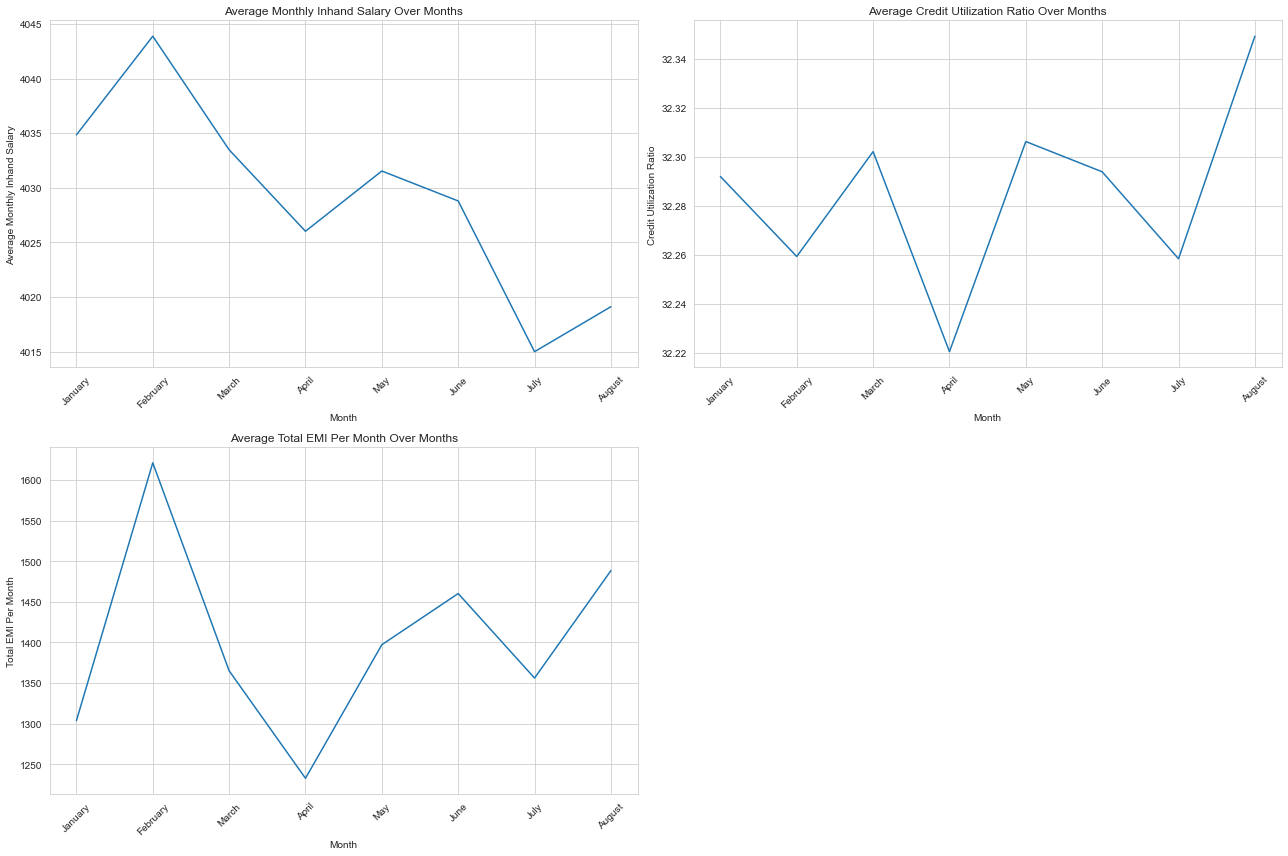 Average Monthly Inhand Salary Over Months
Average Monthly Inhand Salary
4045
4040
4035
4030
4025
4020
4015
January
February
March
April
May
June
July
August
Month
Average Credit Utilization Ratio Over Months
Credit Utilization Ratio
32.34
32.32
32.30
32.28
32.26
32.24
32.22
January
February
March
April
May
June
July
August
Month
Average Total EMI Per Month Over Months
Total EMI Per Month
1600
1550
1500
1450
1400
1350
1300
1250
January
February
March
April
May
June
July
August
Month